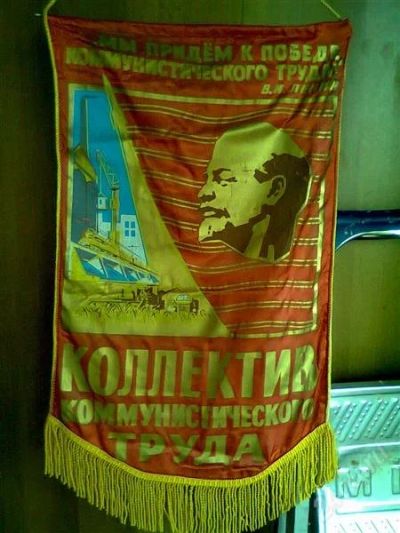 „МЫ ПРИДЁМ К ПОБЕДЕ
КОММУНИСТИЧЕСКОГО ТРУДА"
В.И. ЛЕНИН
КОЛЛЕКТИВ
КОММУНИСТИЧЕСКОГО
ТРУДА